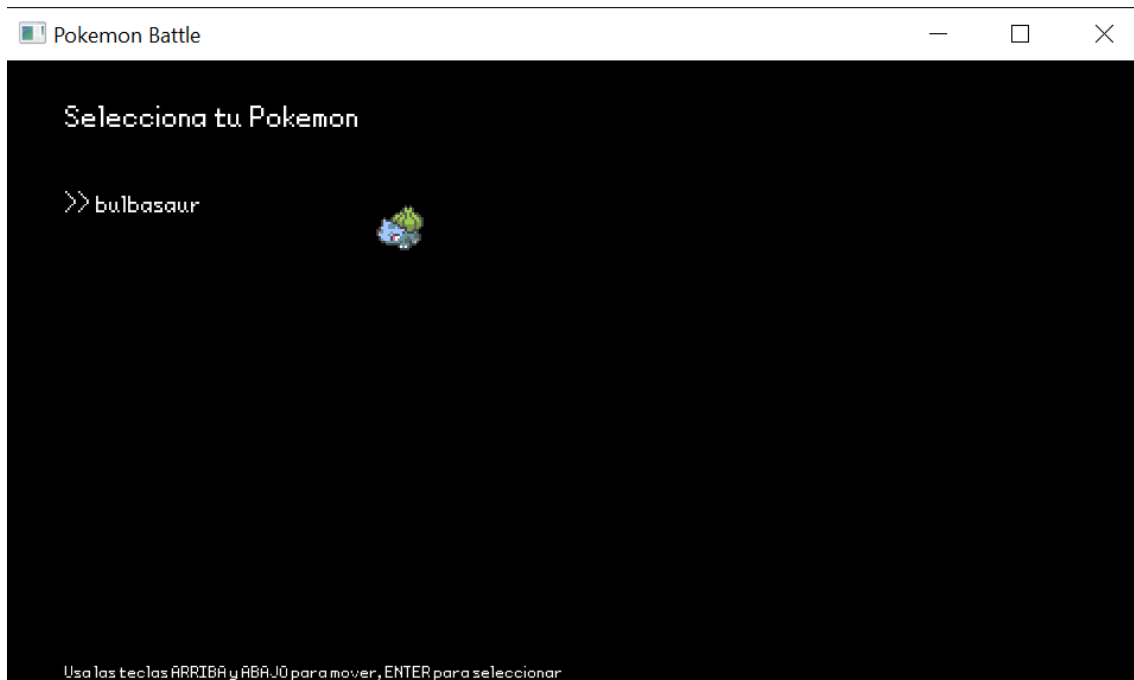 Pokemon Battle
Selecciona tu Pokemon
>> bulbasaur
Usa las teclas ARRIBA y ABAJO para mover, ENTER para seleccionar